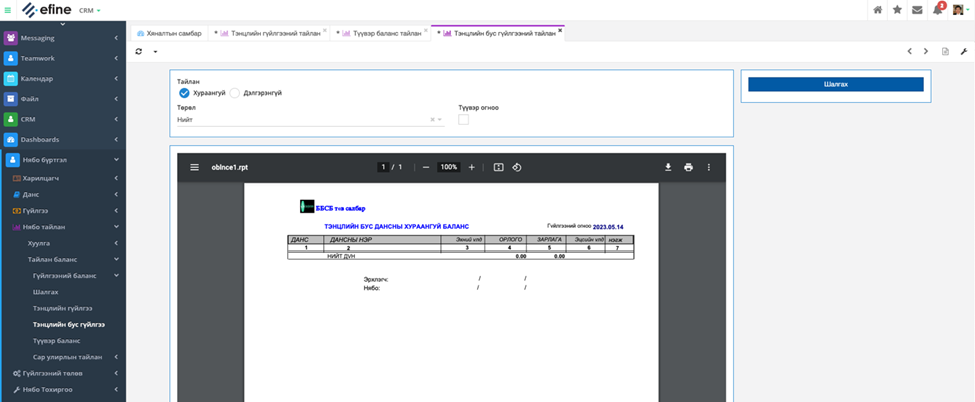 efine CRM
2
Messaging
Teamwork
Календар
Файл
CRM
Dashboards
Нябо бүртгэл
Харилцагч
Данс
Гүйлгээ
Нябо тайлан
Хуулга
Тайлан баланс
Гүйлгээний баланс
Шалгах
Тэнцлийн гүйлгээ
Тэнцлийн бус гүйлгээ
Түүвэр баланс
Сар улирлын тайлан
Гүйлгээний төлөв
Нябо Тохиргоо
Хяналтын самбар
* Тэнцлийн гүйлгээний тайлан
* Түүвэр баланс тайлан
* Тэнцлийн бус гүйлгээний тайлан
Тайлан
Хураангуй Дэлгэрэнгүй
Төрөл Түүвэр огноо
Нийт
Шалгах
oblnce1.rpt 1 / 1 100%
ББСБ төв салбар
ТЭНЦЛИЙН БУС ДАНСНЫ ХУРААНГУЙ БАЛАНС Гүйлгээний огноо 2023.05.14
ДАНС ДАНСНЫ НЭР Эхний үлд ОРЛОГО ЗАРЛАГА Эцсийн үлд нээж
1 2 3 4 5 6 7
НИЙТ ДҮН 0.00 0.00
Эрхлэгч: / /
Нябо: / /